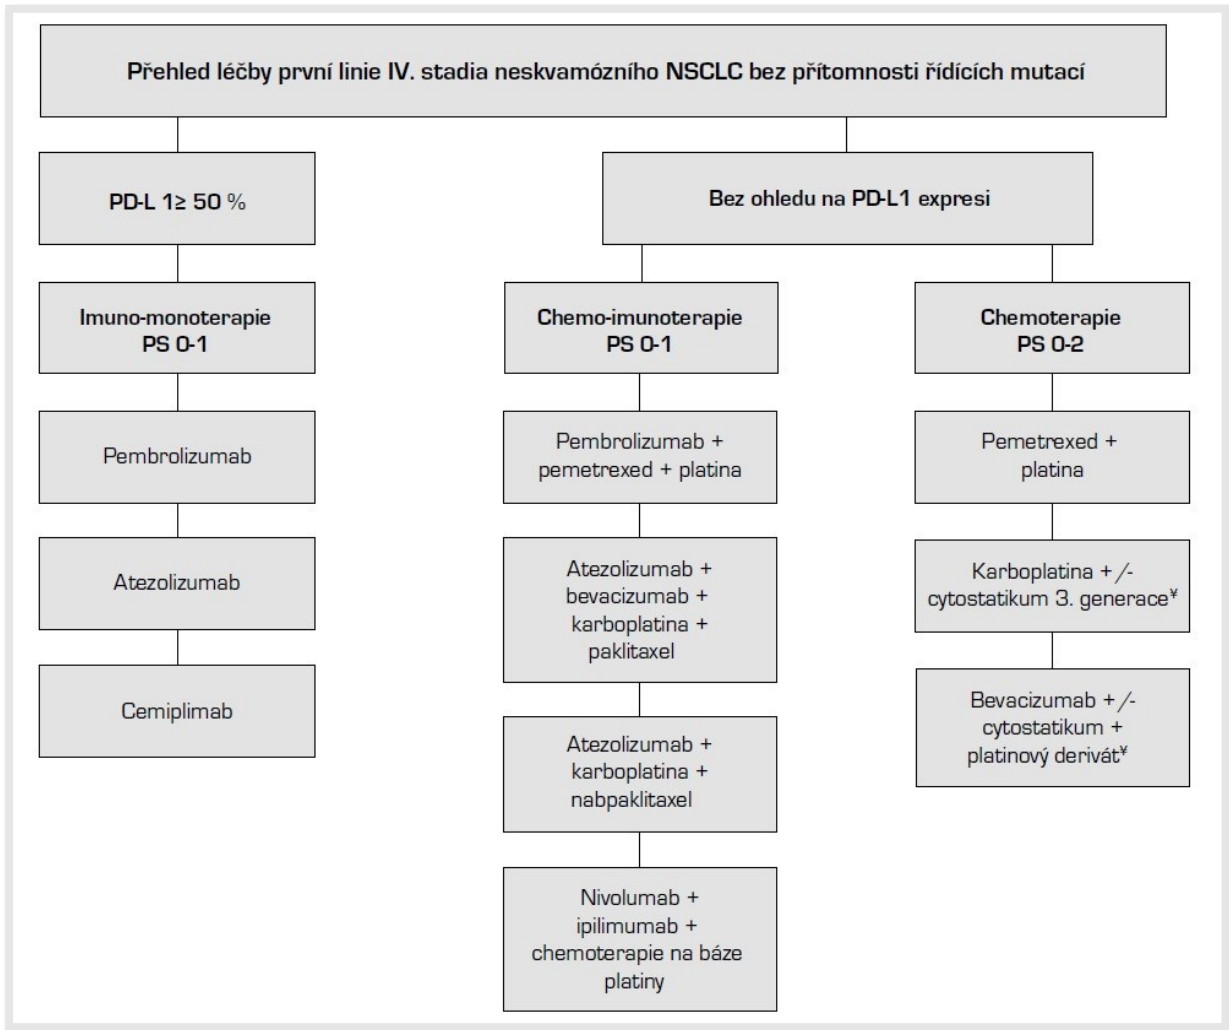 Přehled léčby první linie IV. stadia neskvamózního NSCLC bez přítomnosti řídících mutací
PD-L 1≥ 50 %
Bez ohledu na PD-L1 expresi
Imuno-monoterapie
PS 0-1
Chemo-imunoterapie
PS 0-1
Chemoterapie
PS 0-2
Pembrolizumab
Pembrolizumab +
pemetrexed + platina
Pemetrexed +
platina
Atezolizumab
Atezolizumab +
bevacizumab +
karboplatina +
paklitaxel
Karboplatina +/-
cytostatikum 3. generace¥
Cemiplimab
Atezolizumab +
karboplatina +
nabpaklitaxel
Bevacizumab +/-
cytostatikum +
platinový derivát¥
Nivolumab +
ipilimumab +
chemoterapie na báze
platiny